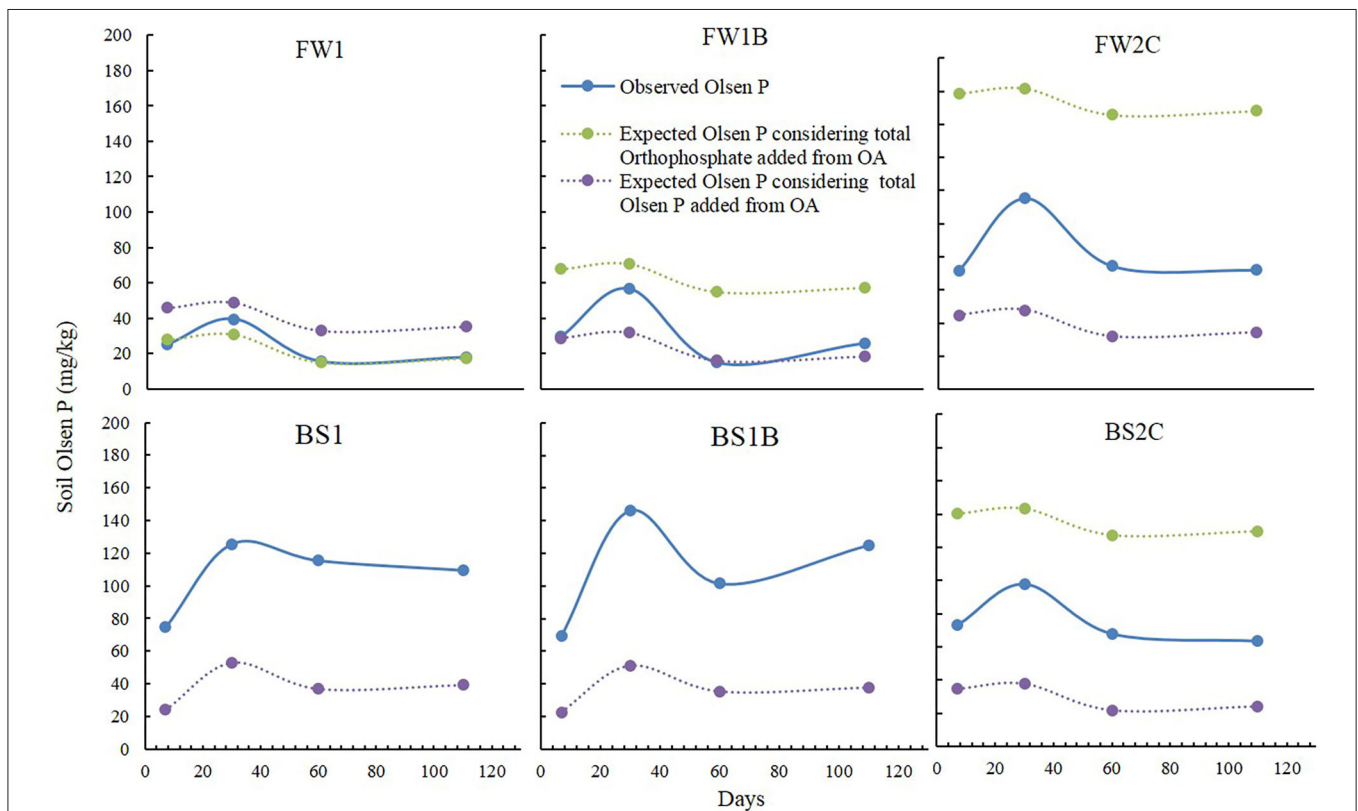 FW1
FW1B
FW2C
200
180
160
140
120
100
80
60
40
20
0
Observed Olsen P
Expected Olsen P considering total
Orthophosphate added from OA
Expected Olsen P considering total
Olsen P added from OA
Soil Olsen P (mg/kg)
BS1
BS1B
BS2C
200
180
160
140
120
100
80
60
40
20
0
0 20 40 60 80 100 120
0 20 40 60 80 100 120
0 20 40 60 80 100 120
Days